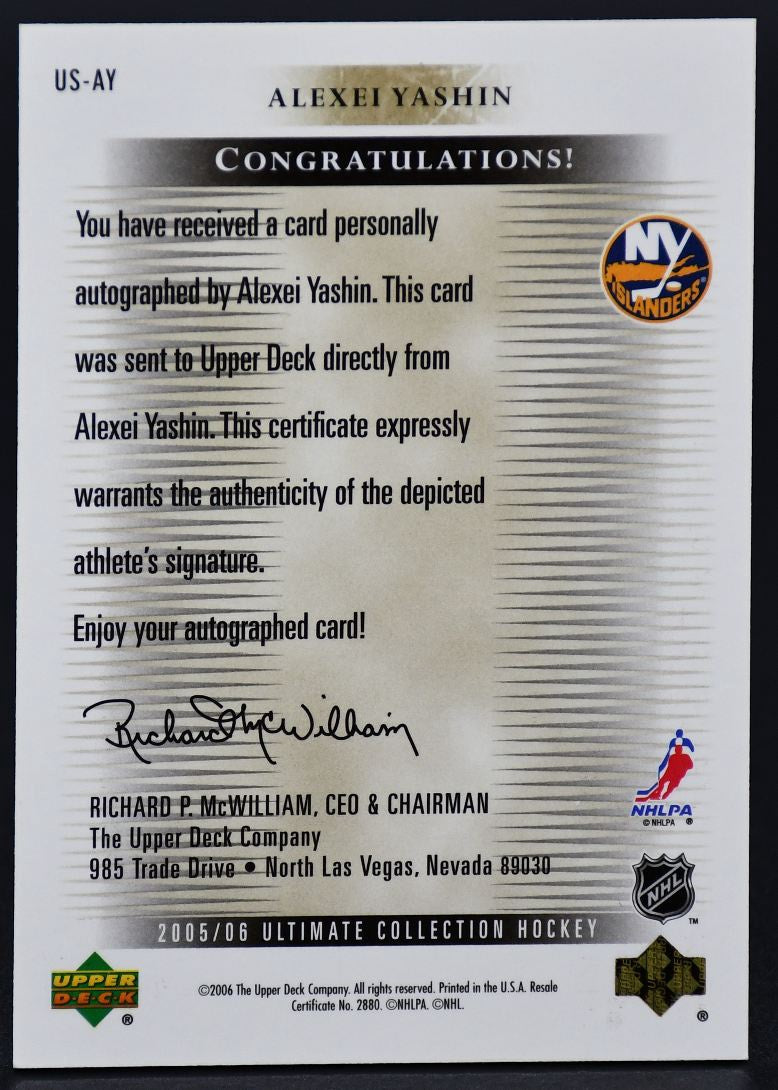 US-AY
ALEXEI YASHIN
CONGRATULATIONS!
You have received a card personally
autographed by Alexei Yashin. This card
was sent to Upper Deck directly from
Alexei Yashin. This certificate expressly
warrants the authenticity of the depicted
athlete's signature.
Enjoy your autographed card!
NY
ISLANDERS
Richard McWilliam
RICHARD P. McWILLIAM, CEO & CHAIRMAN
The Upper Deck Company
985 Trade Drive • North Las Vegas, Nevada 89030
NHLPA
© NHLPA ®
NHL
™
2005/06 ULTIMATE COLLECTION HOCKEY
UPPER
D·E·C·K
®
©2006 The Upper Deck Company. All rights reserved. Printed in the U.S.A. Resale
Certificate No. 2880. ©NHLPA. ©NHL.
®